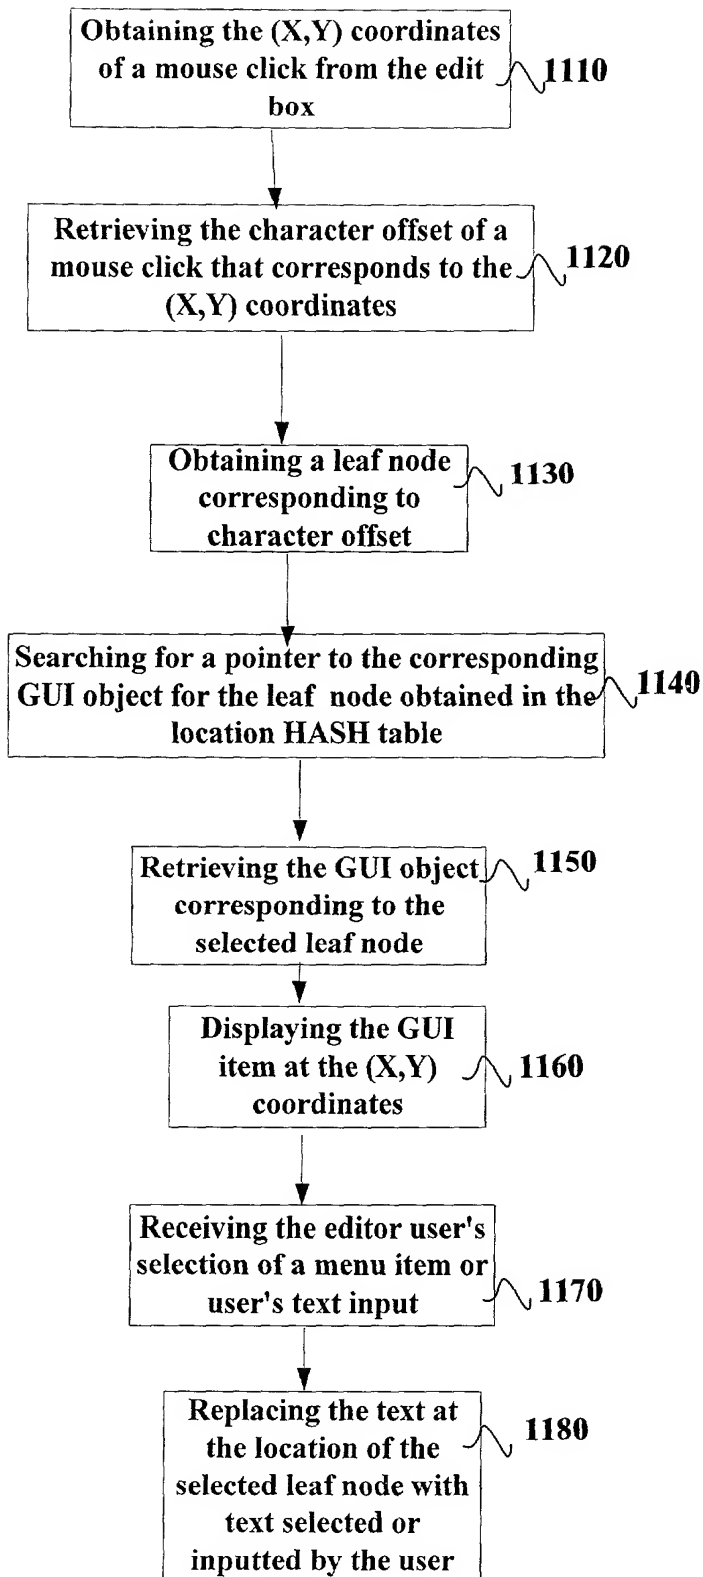 Obtaining the (X,Y) coordinates
of a mouse click from the edit
box
1110
Retrieving the character offset of a
mouse click that corresponds to the
(X,Y) coordinates
1120
Obtaining a leaf node
corresponding to
character offset
1130
Searching for a pointer to the corresponding
GUI object for the leaf node obtained in the
location HASH table
1140
Retrieving the GUI object
corresponding to the
selected leaf node
1150
Displaying the GUI
item at the (X,Y)
coordinates
1160
Receiving the editor user's
selection of a menu item or
user's text input
1170
Replacing the text at
the location of the
selected leaf node with
text selected or
inputted by the user
1180